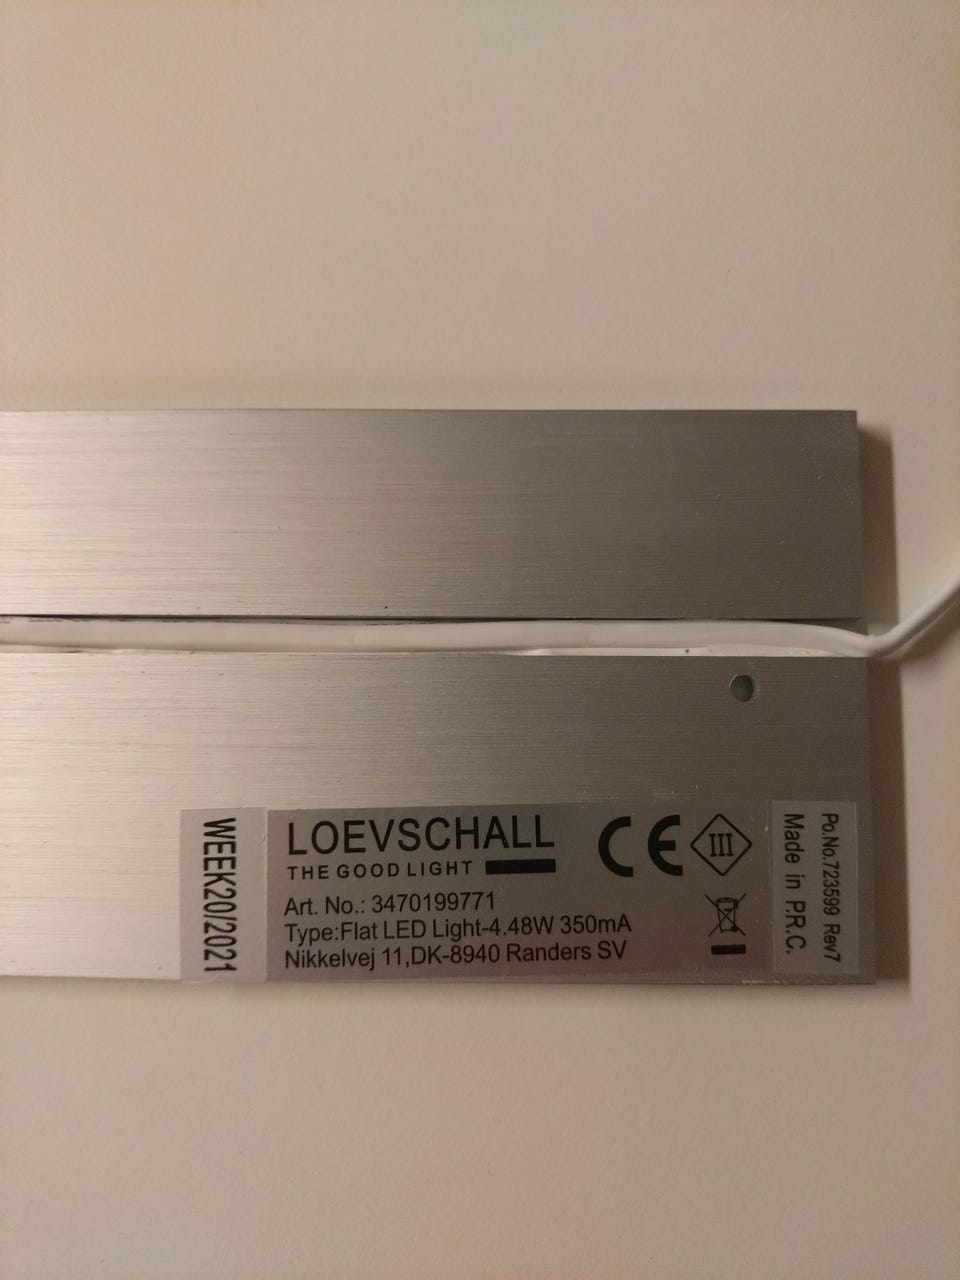 WEEK20/2021
LOEVSCHALL
THE GOOD LIGHT
Art. No.: 3470199771
Type:Flat LED Light-4.48W 350mA
Nikkelvej 11,DK-8940 Randers SV
CE
III
Po.No.723599 Rev7
Made in P.R.C.